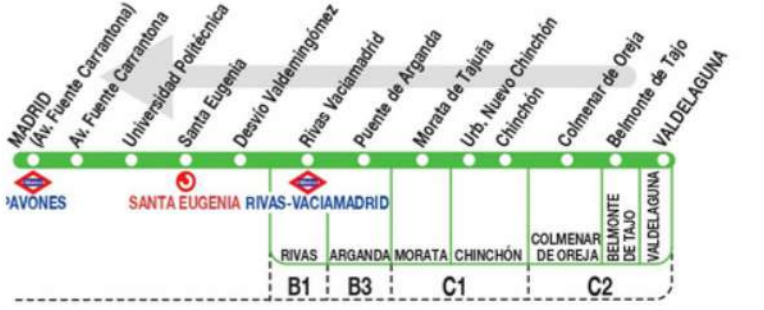 MADRID
(Av. Fuente Carrantona)
Av. Fuente Carrantona
Universidad Politécnica
Santa Eugenia
Desvío Valdemingómez
Rivas Vaciamadrid
Puente de Arganda
Morata de Tajuña
Urb. Nuevo Chinchón
Chinchón
Colmenar de Oreja
Belmonte de Tajo
VALDELAGUNA
PAVONES
SANTA EUGENIA
RIVAS-VACIAMADRID
RIVAS
ARGANDA
MORATA
CHINCHÓN
COLMENAR
DE OREJA
BELMONTE
DE TAJO
VALDELAGUNA
B1
B3
C1
C2